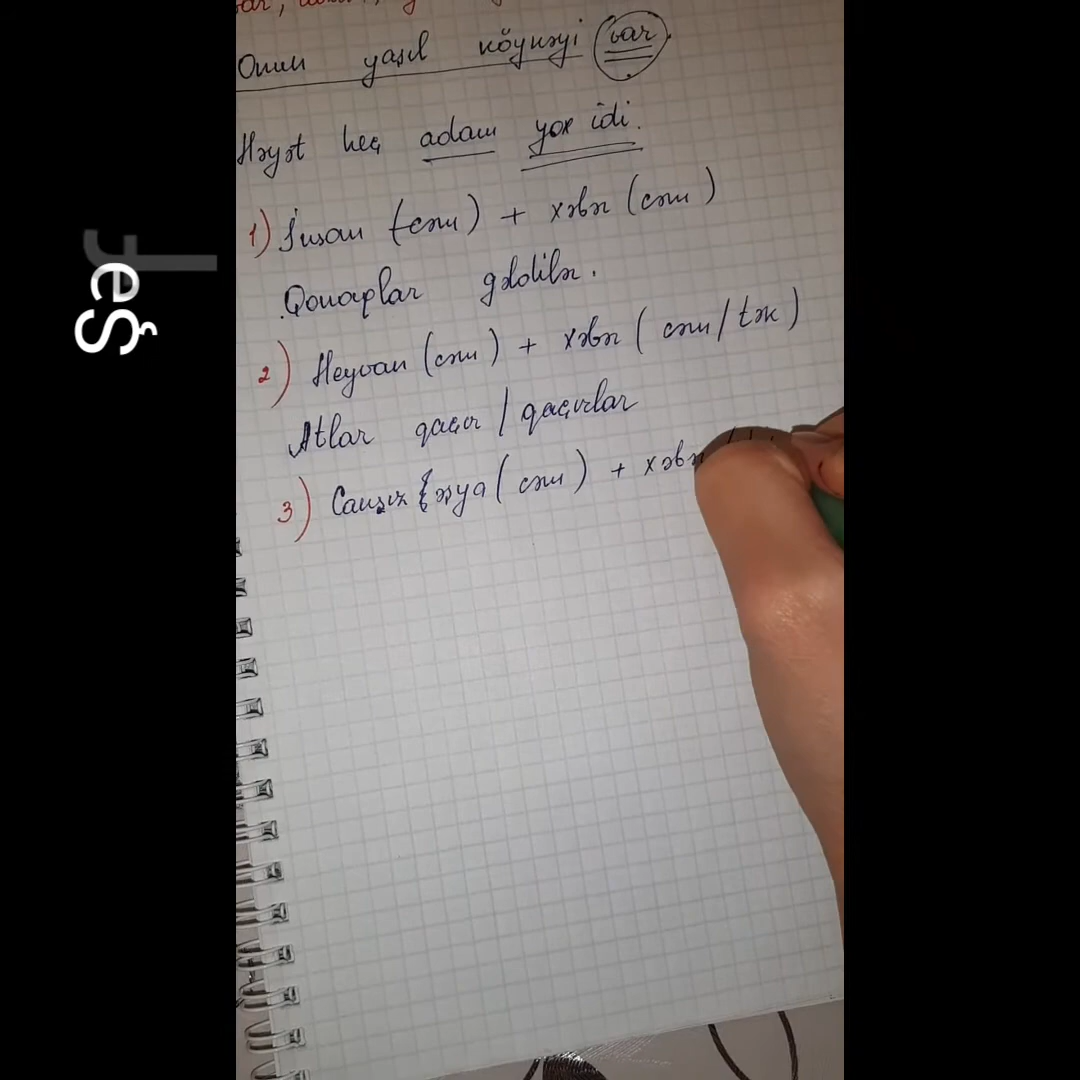 Onun yaşıl köynəyi var.
Həyət heç adam yox idi.
1) İnsan (cəm) + xəbər (cəm)
Qonaqlar gəldilər.
2) Heyvan (cəm) + xəbər (cəm/tək)
Atlar qaçır / qaçırlar
3) Cansız əşya (cəm) + xəbər